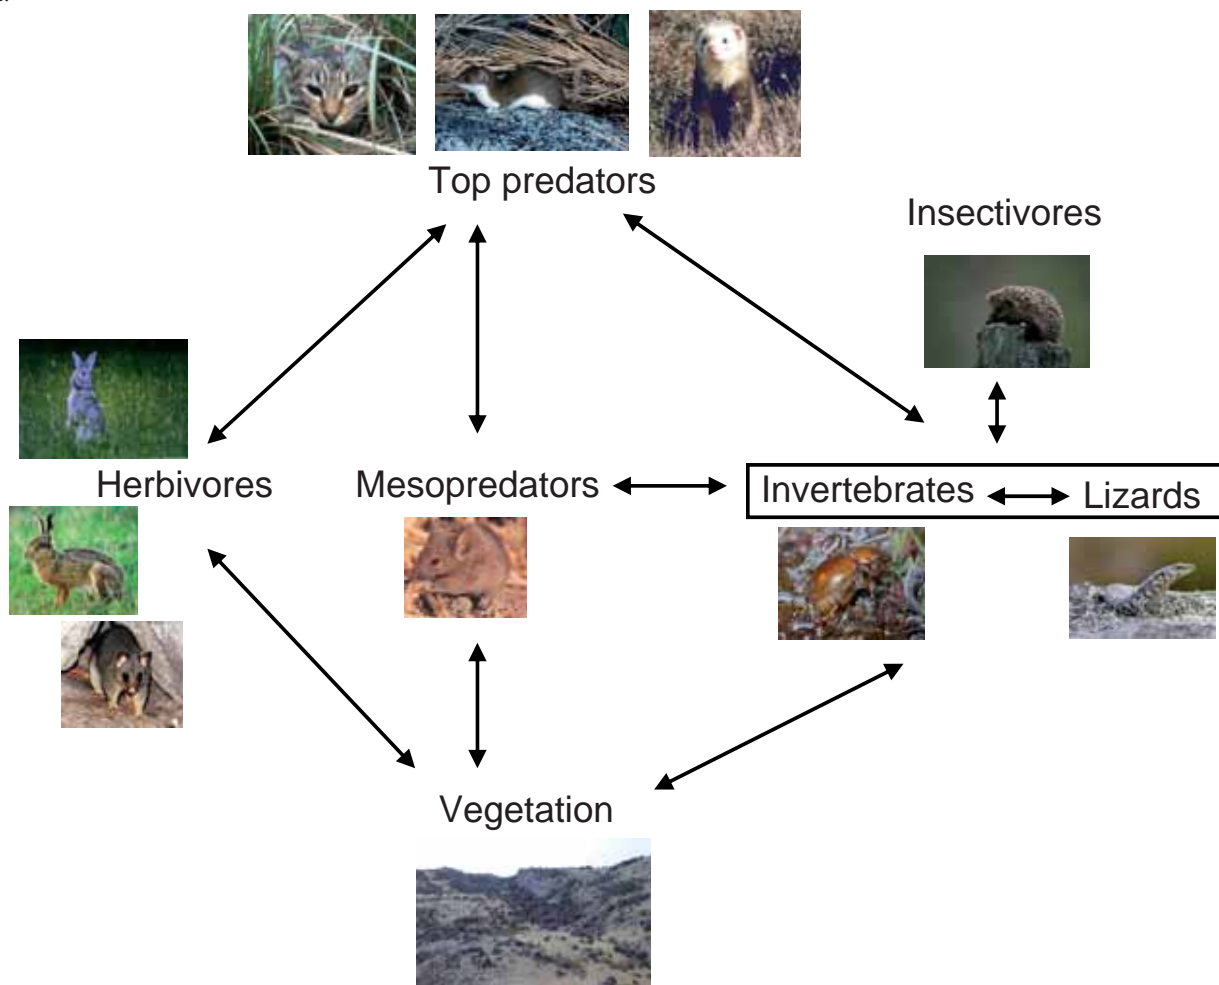 Top predators
Insectivores
Herbivores
Mesopredators
Invertebrates
Lizards
Vegetation